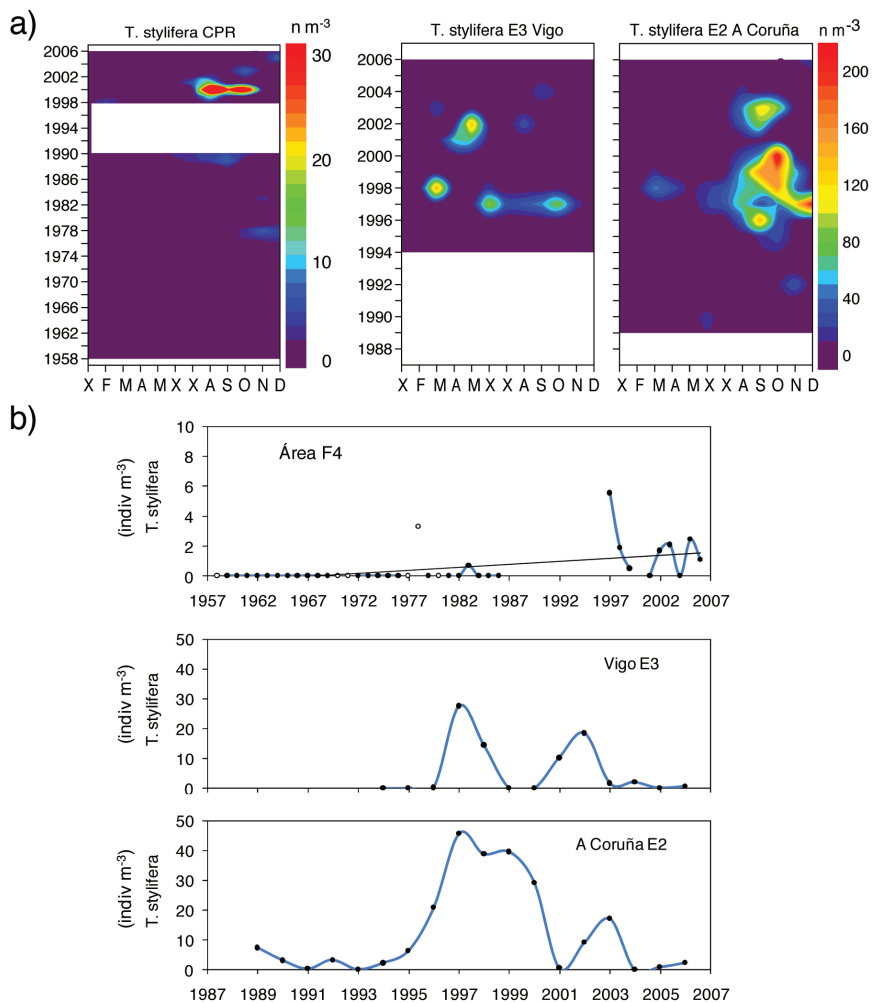 a)
T. stylifera CPR
n m-3
T. stylifera E3 Vigo
T. stylifera E2 A Coruña
n m-3
2006
2002
1998
1994
1990
1986
1982
1978
1974
1970
1966
1962
1958
X F M A M X X A S O N D
30
20
10
0
2006
2004
2002
2000
1998
1996
1994
1992
1990
1988
X F M A M X X A S O N D
X F M A M X X A S O N D
200
160
120
80
40
0
b)
(indiv m-3)
T. stylifera
10
8
6
4
2
0
Área F4
1957 1962 1967 1972 1977 1982 1987 1992 1997 2002 2007
(indiv m-3)
T. stylifera
50
40
30
20
10
0
Vigo E3
1987 1989 1991 1993 1995 1997 1999 2001 2003 2005 2007
(indiv m-3)
T. stylifera
50
40
30
20
10
0
A Coruña E2
1987 1989 1991 1993 1995 1997 1999 2001 2003 2005 2007